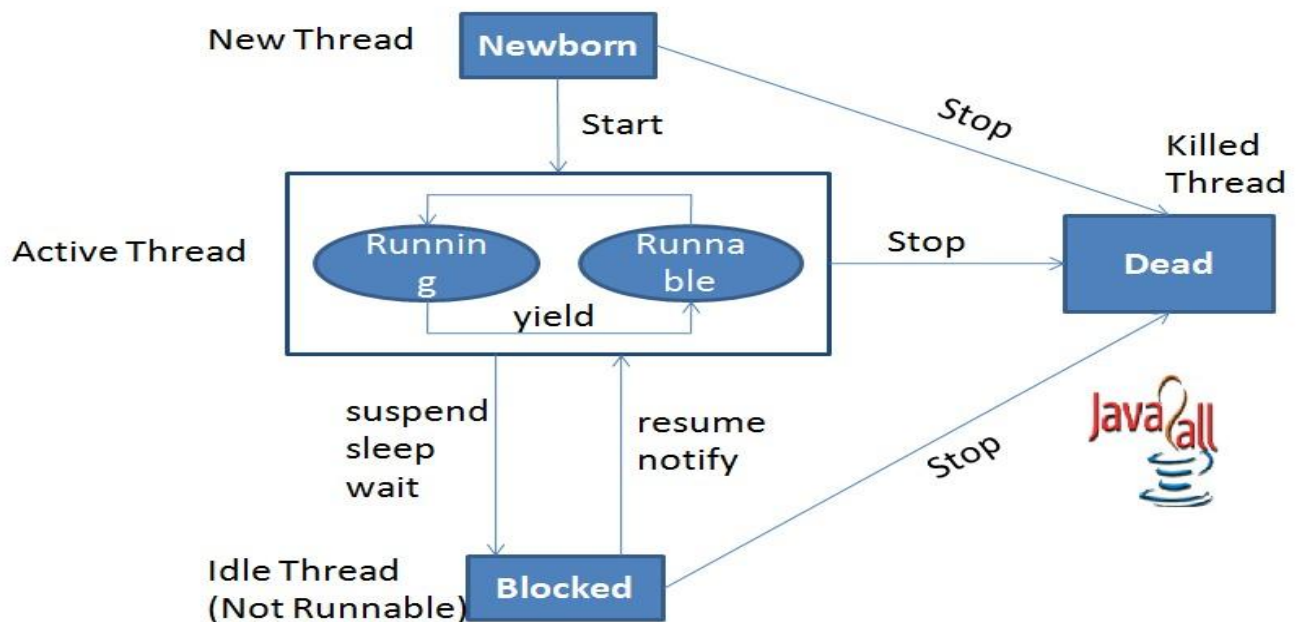 New Thread
Newborn
Start
Stop
Killed
Thread
Active Thread
Runnin
g
Runna
ble
yield
Stop
Dead
suspend
sleep
wait
resume
notify
Stop
Java2all
Idle Thread
(Not Runnable)
Blocked